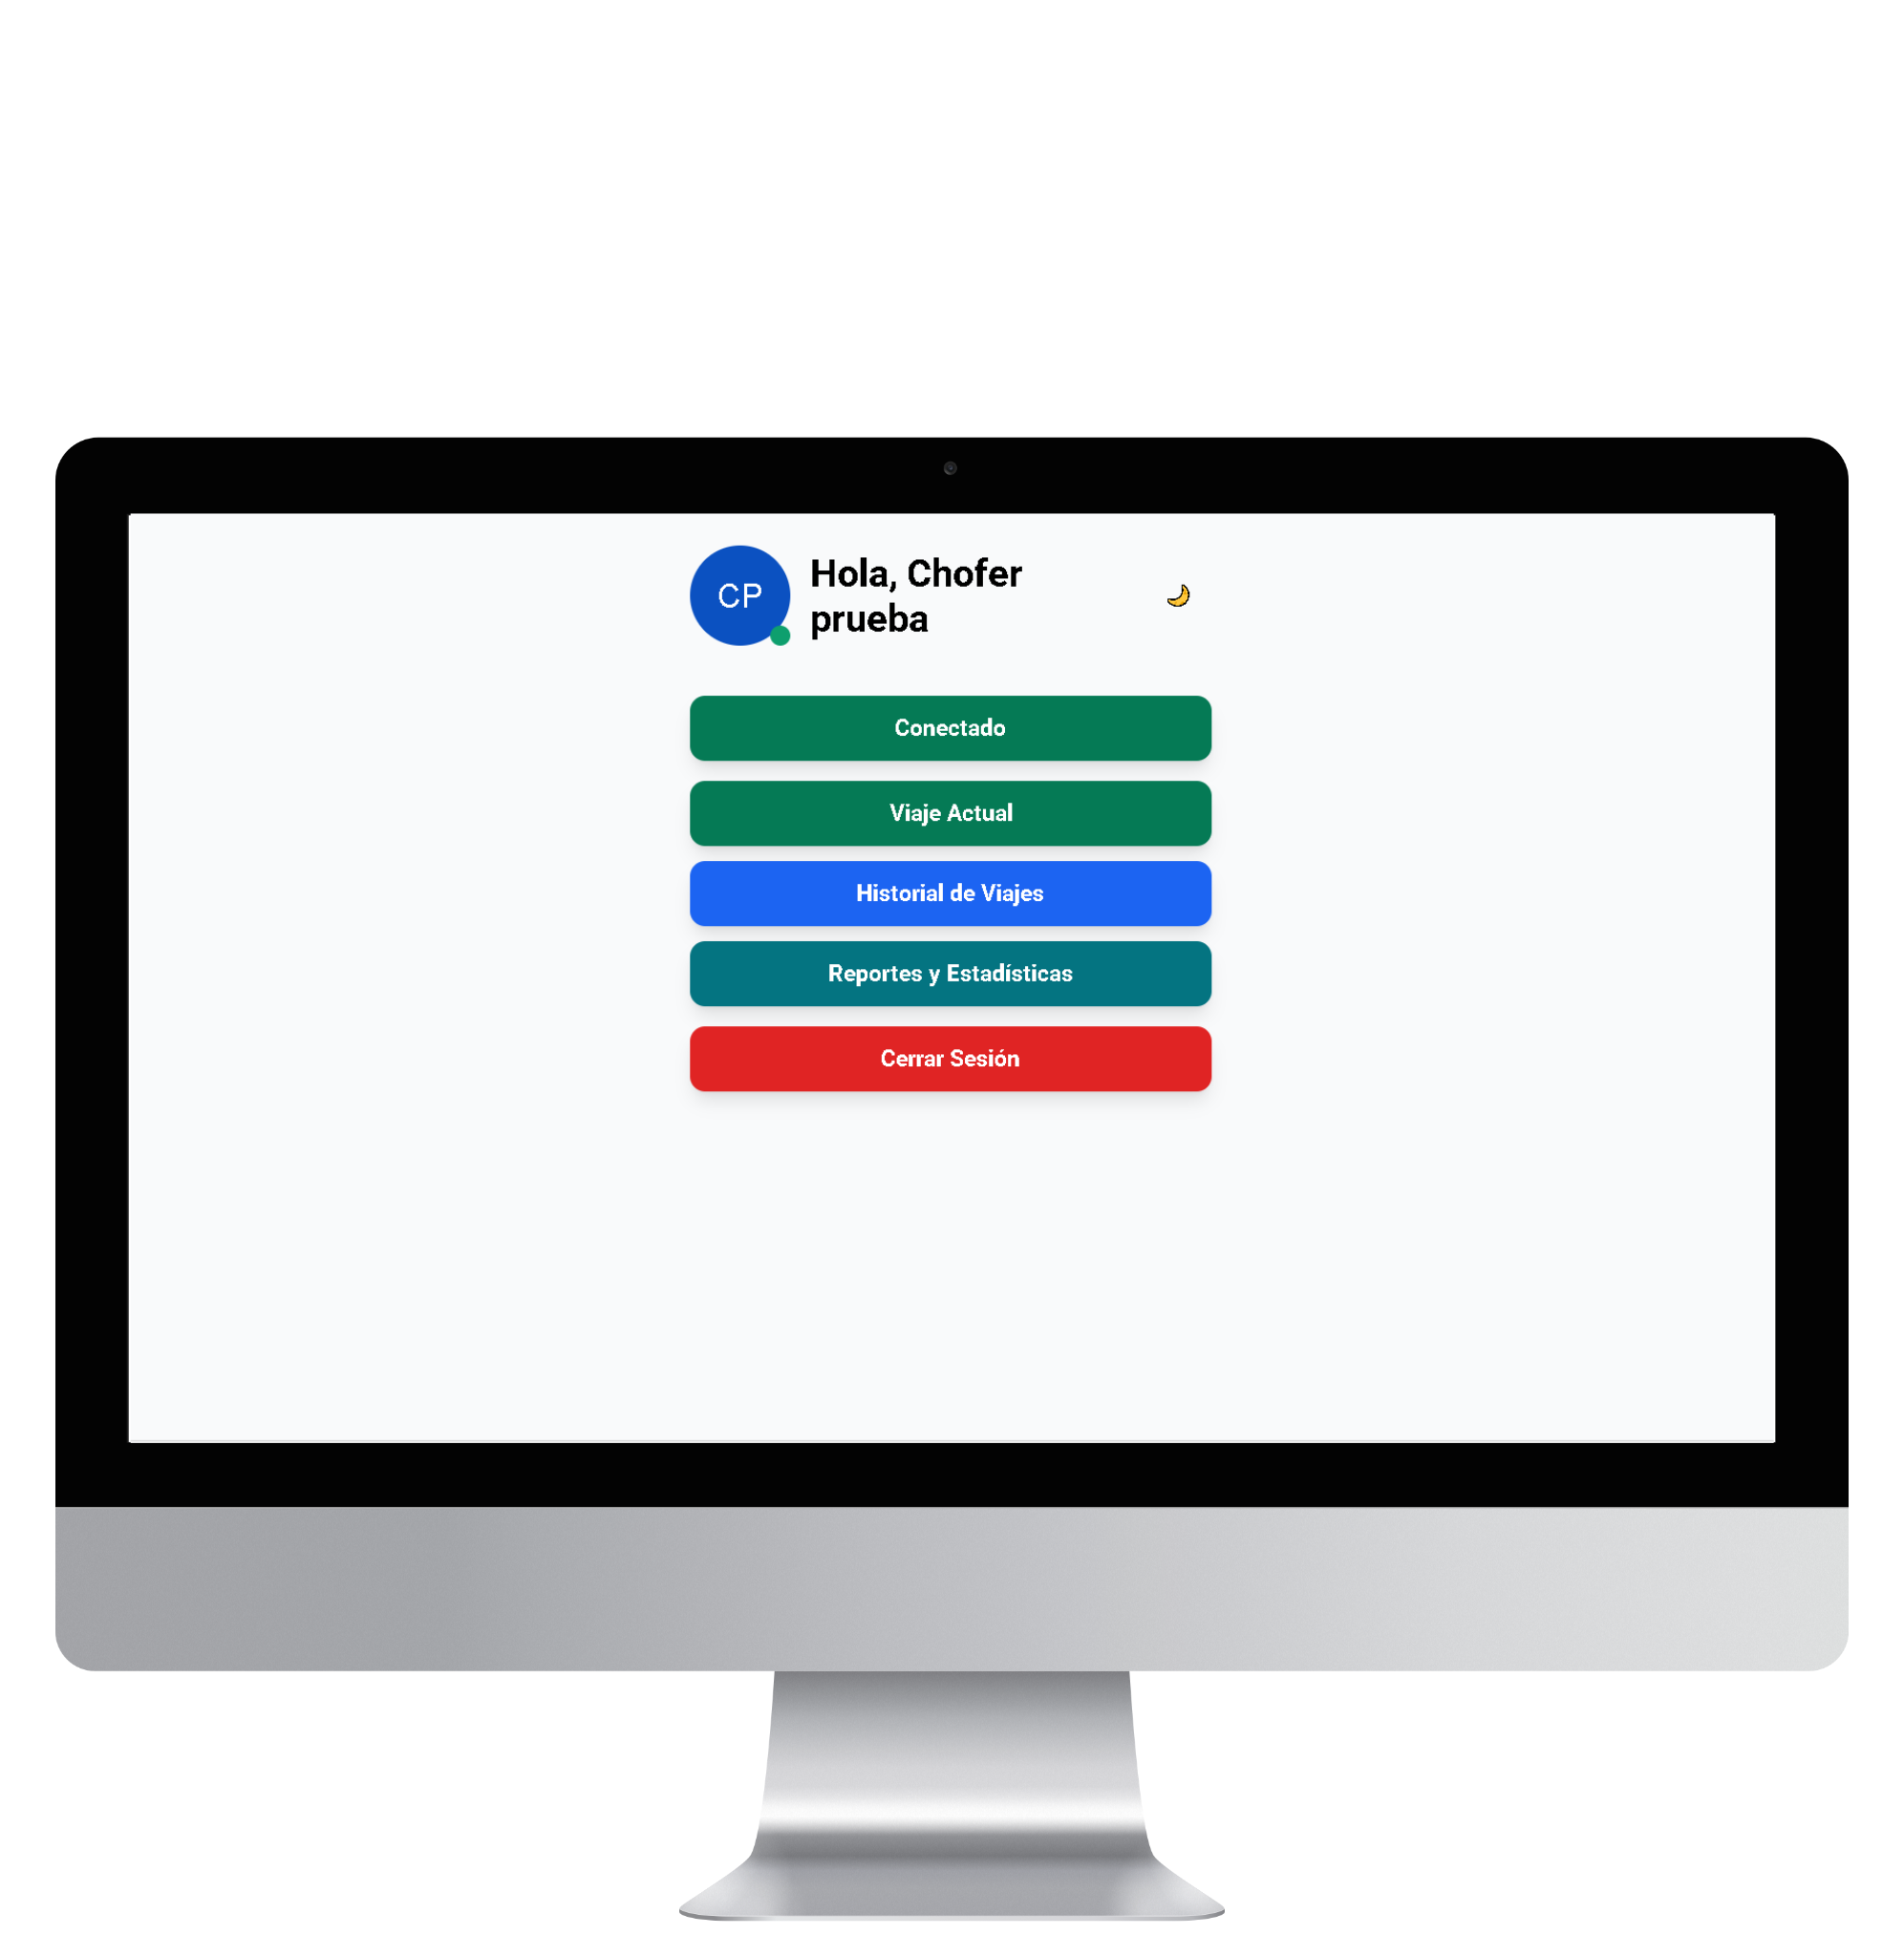 CP
Hola, Chofer
prueba
Conectado
Viaje Actual
Historial de Viajes
Reportes y Estadísticas
Cerrar Sesión